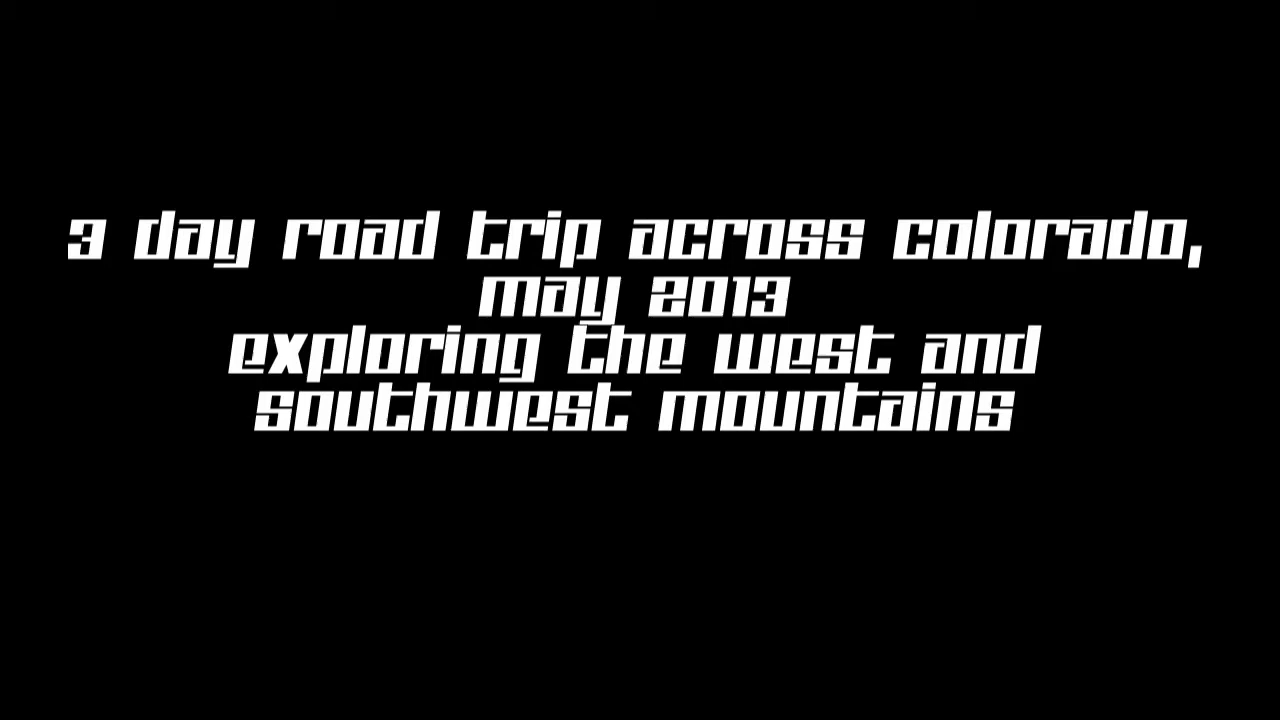 3 day road trip across colorado,
may 2013
exploring the west and
southwest mountains